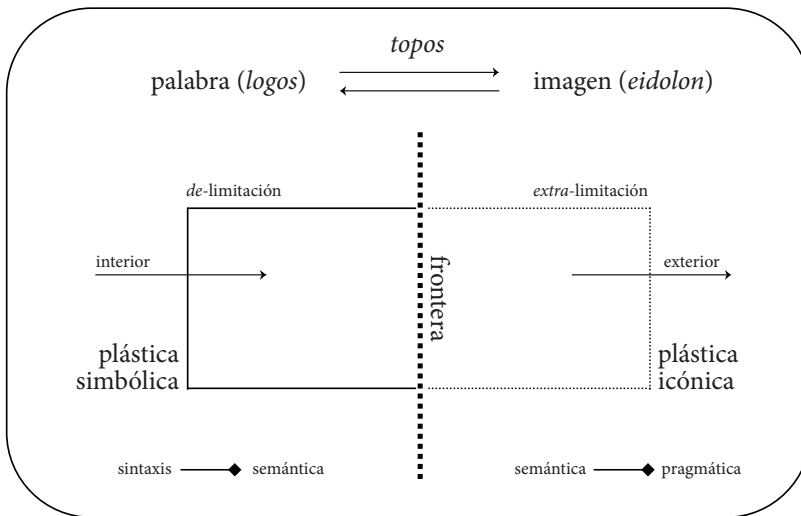 topos
palabra (logos) imagen (eidolon)
de-limitación extra-limitación
interior frontera exterior
plástica simbólica plástica icónica
sintaxis semántica semántica pragmática